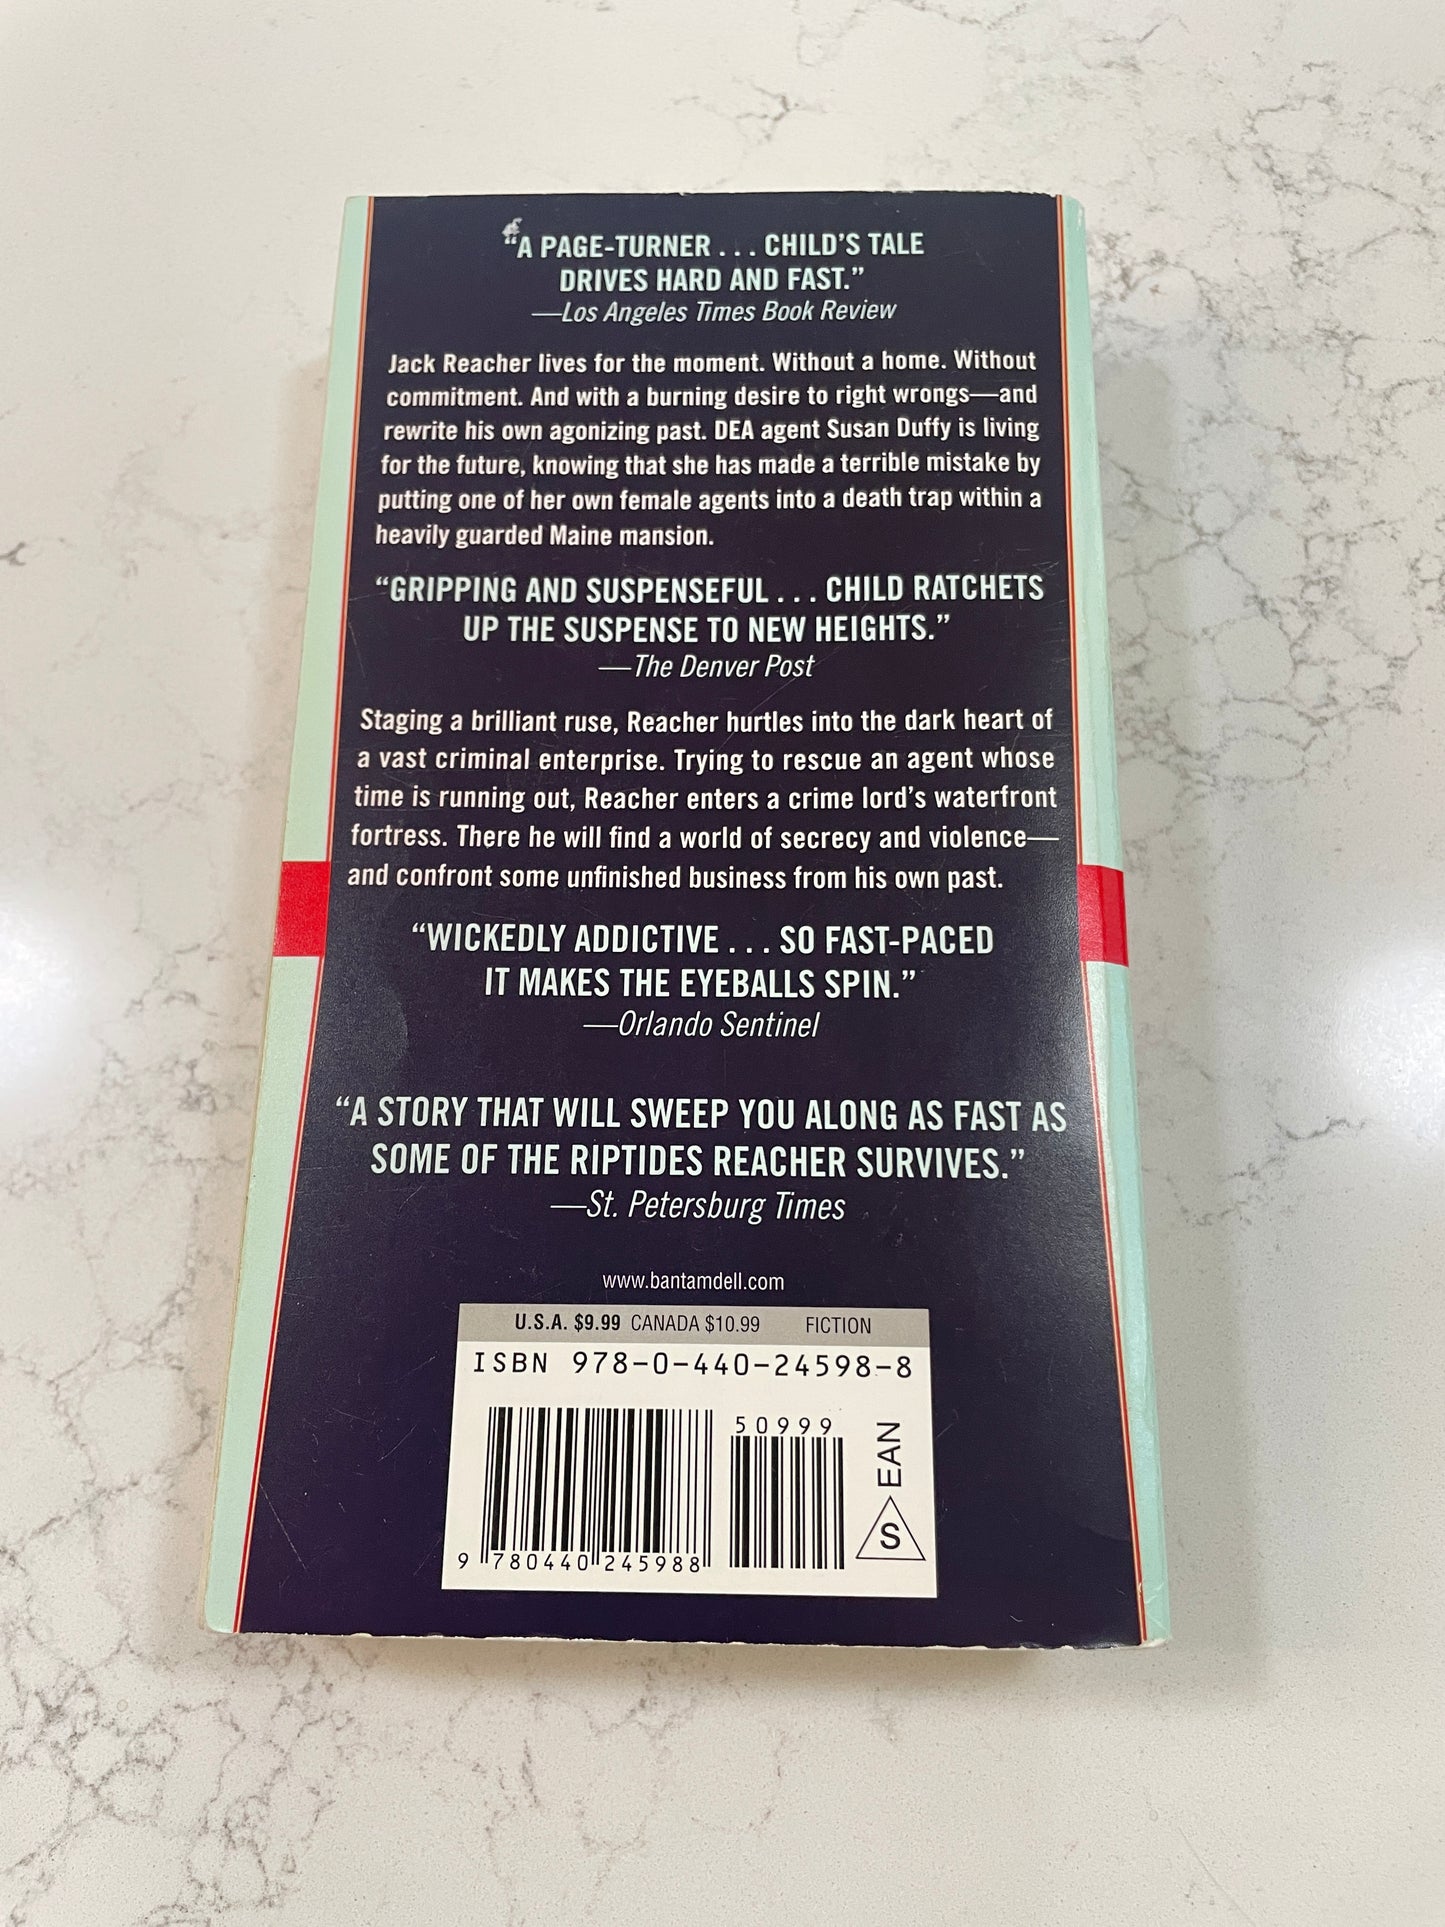 “A PAGE-TURNER . . . CHILD’S TALE
DRIVES HARD AND FAST.”
—Los Angeles Times Book Review
Jack Reacher lives for the moment. Without a home. Without
commitment. And with a burning desire to right wrongs—and
rewrite his own agonizing past. DEA agent Susan Duffy is living
for the future, knowing that she has made a terrible mistake by
putting one of her own female agents into a death trap within a
heavily guarded Maine mansion.
“GRIPPING AND SUSPENSEFUL . . . CHILD RATCHETS
UP THE SUSPENSE TO NEW HEIGHTS.”
—The Denver Post
Staging a brilliant ruse, Reacher hurtles into the dark heart of
a vast criminal enterprise. Trying to rescue an agent whose
time is running out, Reacher enters a crime lord’s waterfront
fortress. There he will find a world of secrecy and violence—
and confront some unfinished business from his own past.
“WICKEDLY ADDICTIVE . . . SO FAST-PACED
IT MAKES THE EYEBALLS SPIN.”
—Orlando Sentinel
“A STORY THAT WILL SWEEP YOU ALONG AS FAST AS
SOME OF THE RIPTIDES REACHER SURVIVES.”
—St. Petersburg Times
www.bantamdell.com
U.S.A. $9.99 CANADA $10.99 FICTION
ISBN 978-0-440-24598-8
50999
EAN
S
9 780440 245988